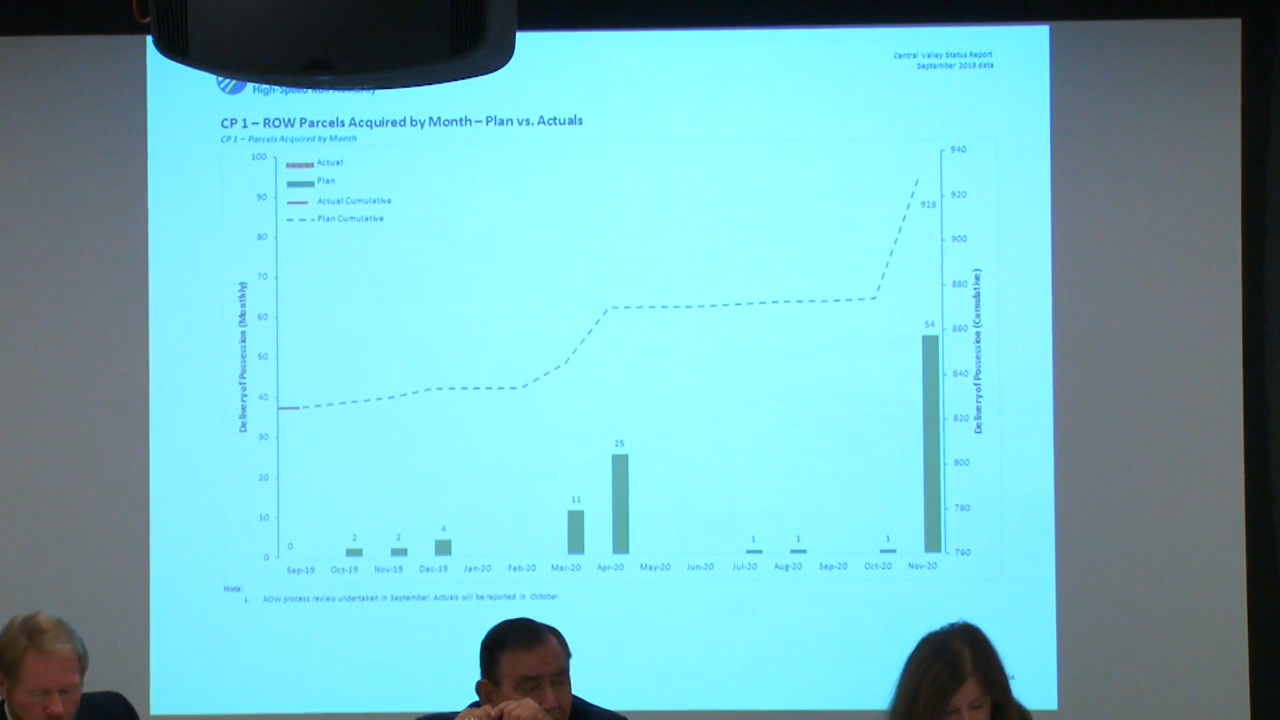 Central Valley Status Report
September 2019 data
High-Speed Rail Authority
CP 1 – ROW Parcels Acquired by Month – Plan vs. Actuals
CP 1 – Parcels Acquired by Month
Actual
Plan
Actual Cumulative
Plan Cumulative
Delivery of Possession (Monthly)
100
90
80
70
60
50
40
30
20
10
0
Delivery of Possession (Cumulative)
940
920
900
880
860
840
820
800
780
760
928
0
2
2
4
11
25
1
1
1
54
Sep-19 Oct-19 Nov-19 Dec-19 Jan-20 Feb-20 Mar-20 Apr-20 May-20 Jun-20 Jul-20 Aug-20 Sep-20 Oct-20 Nov-20
Note:
1. ROW process review undertaken in September. Actuals will be reported in October.